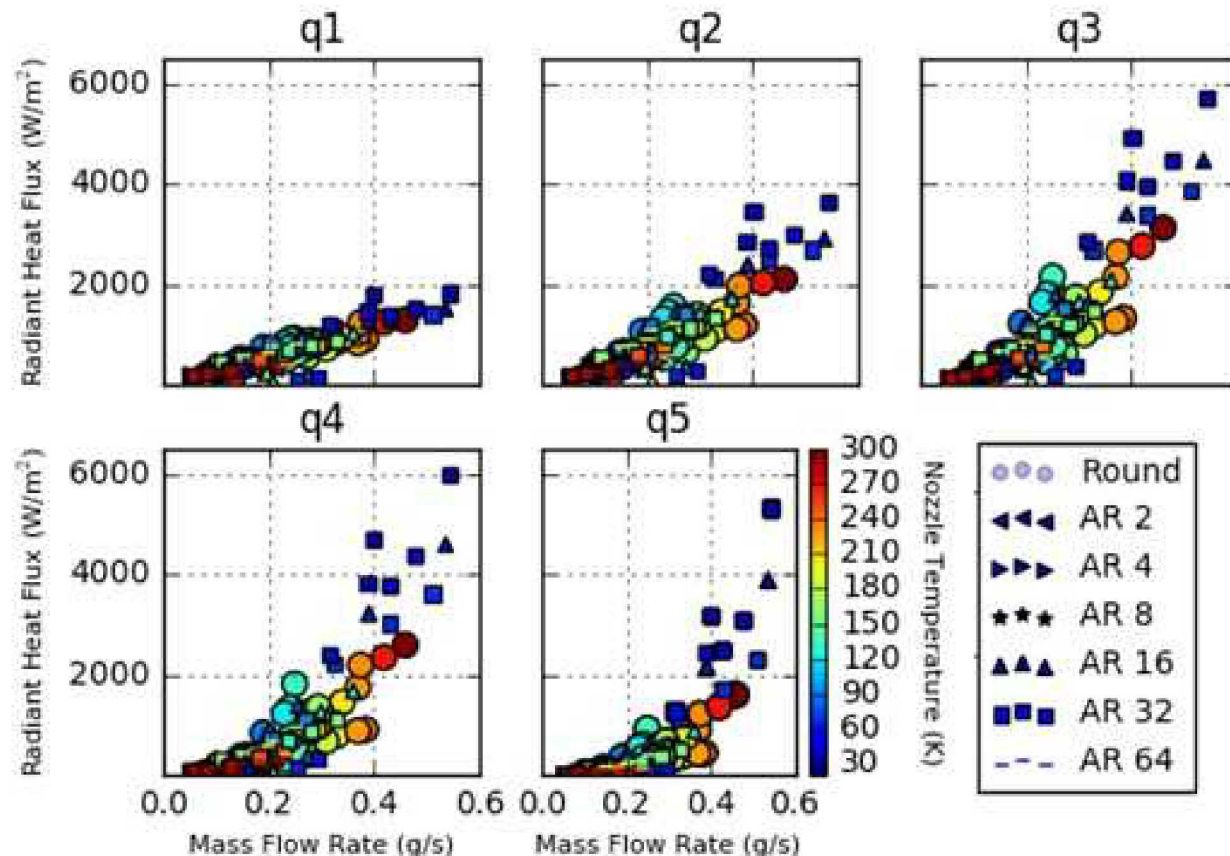 q1 q2 q3
6000
4000
2000
Radiant Heat Flux (W/m²)
q4 q5
6000
4000
2000
Radiant Heat Flux (W/m²)
0.0 0.2 0.4 0.6
Mass Flow Rate (g/s)
0.0 0.2 0.4 0.6
Mass Flow Rate (g/s)
300
270
240
210
180
150
120
90
60
30
Nozzle Temperature (K)
Round
AR 2
AR 4
AR 8
AR 16
AR 32
AR 64